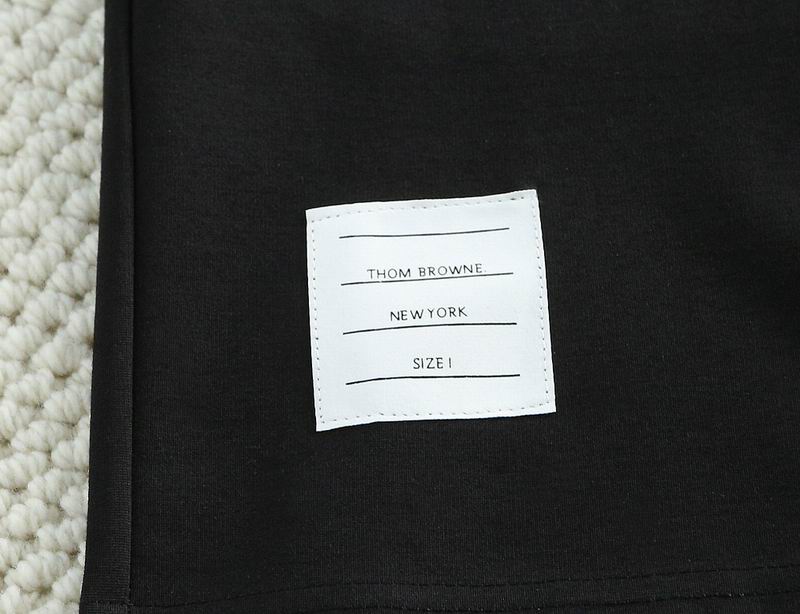 THOM BROWNE.
NEW YORK
SIZE 1